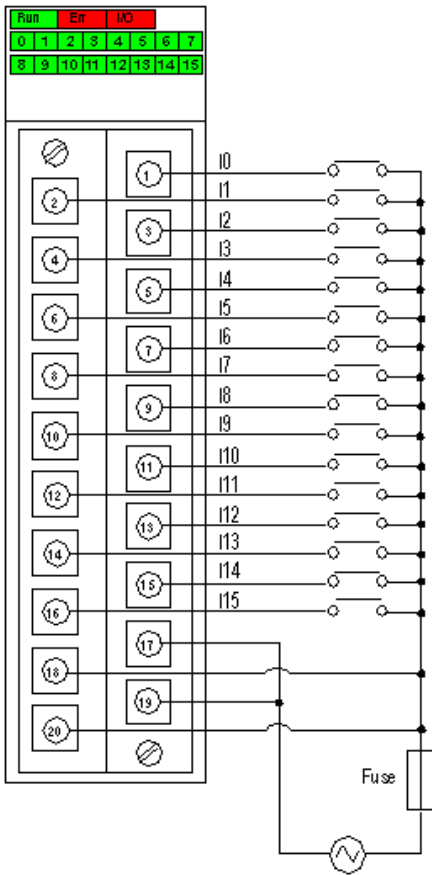 Run Err I/O
0 1 2 3 4 5 6 7
8 9 10 11 12 13 14 15
1 I0
2 I1
3 I2
4 I3
5 I4
6 I5
7 I6
8 I7
9 I8
10 I9
11 I10
12 I11
13 I12
14 I13
15 I14
16 I15
17
18
19
20
Fuse